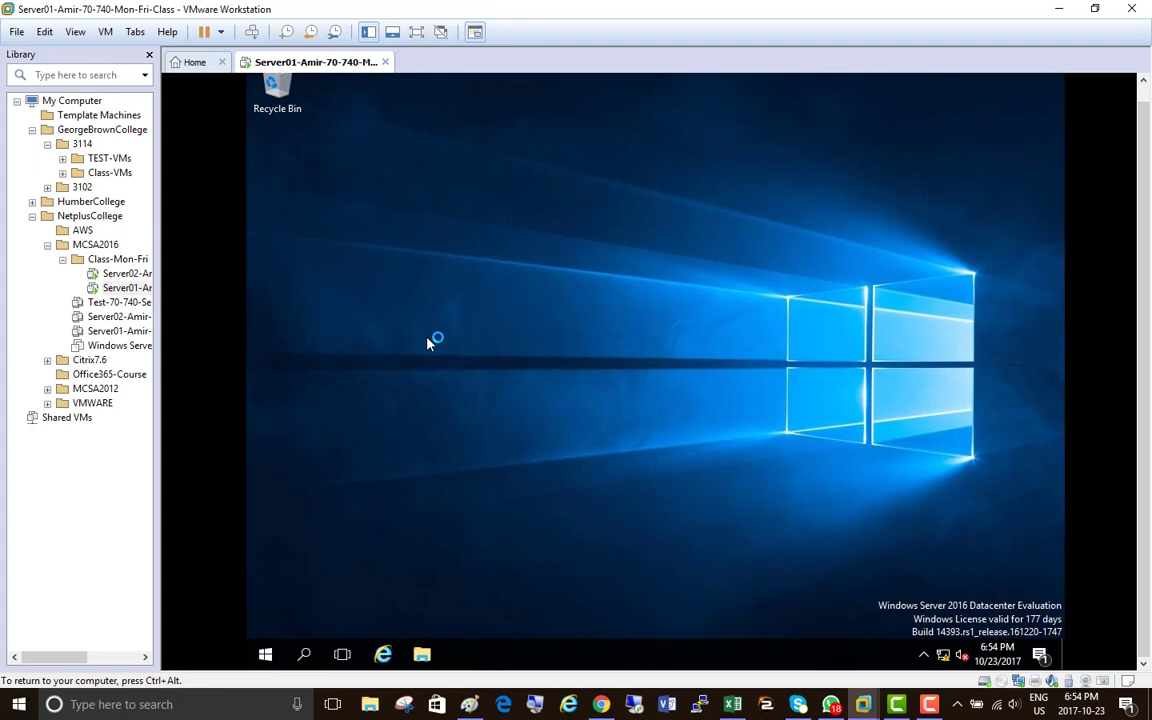 Server01-Amir-70-740-Mon-Fri-Class - VMware Workstation
File Edit View VM Tabs Help
Library
Type here to search
Home
Server01-Amir-70-740-M...
My Computer
Template Machines
GeorgeBrownCollege
3114
TEST-VMs
Class-VMs
3102
HumberCollege
NetplusCollege
AWS
MCSA2016
Class-Mon-Fri
Server02-Ar
Server01-Ar
Test-70-740-Se
Server02-Amir-
Server01-Amir-
Windows Serve
Citrix7.6
Office365-Course
MCSA2012
VMWARE
Shared VMs
Recycle Bin
Windows Server 2016 Datacenter Evaluation
Windows License valid for 177 days
Build 14393.rs1_release.161220-1747
6:54 PM
10/23/2017
1
To return to your computer, press Ctrl+Alt.
Type here to search
18
ENG
US
6:54 PM
2017-10-23
1